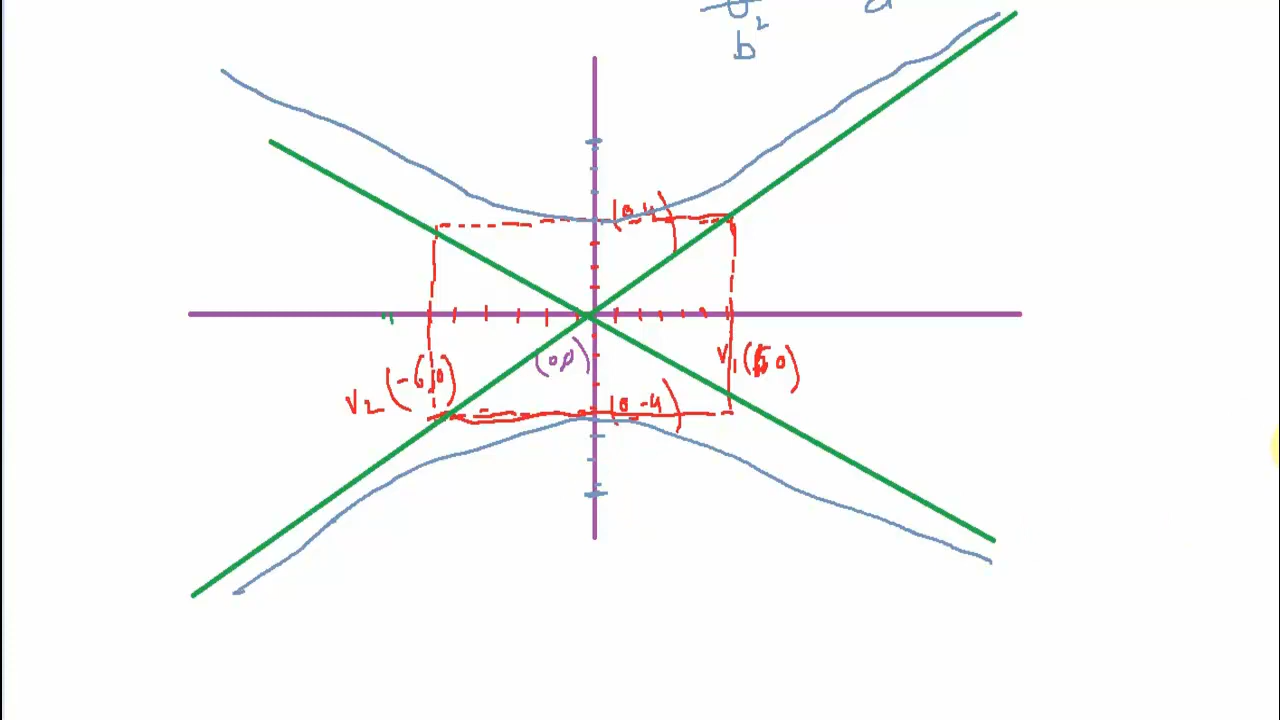 b²
(0 4)
(0,0)
V₁ (6 0)
V₂ (-6,0)
(0 -4)